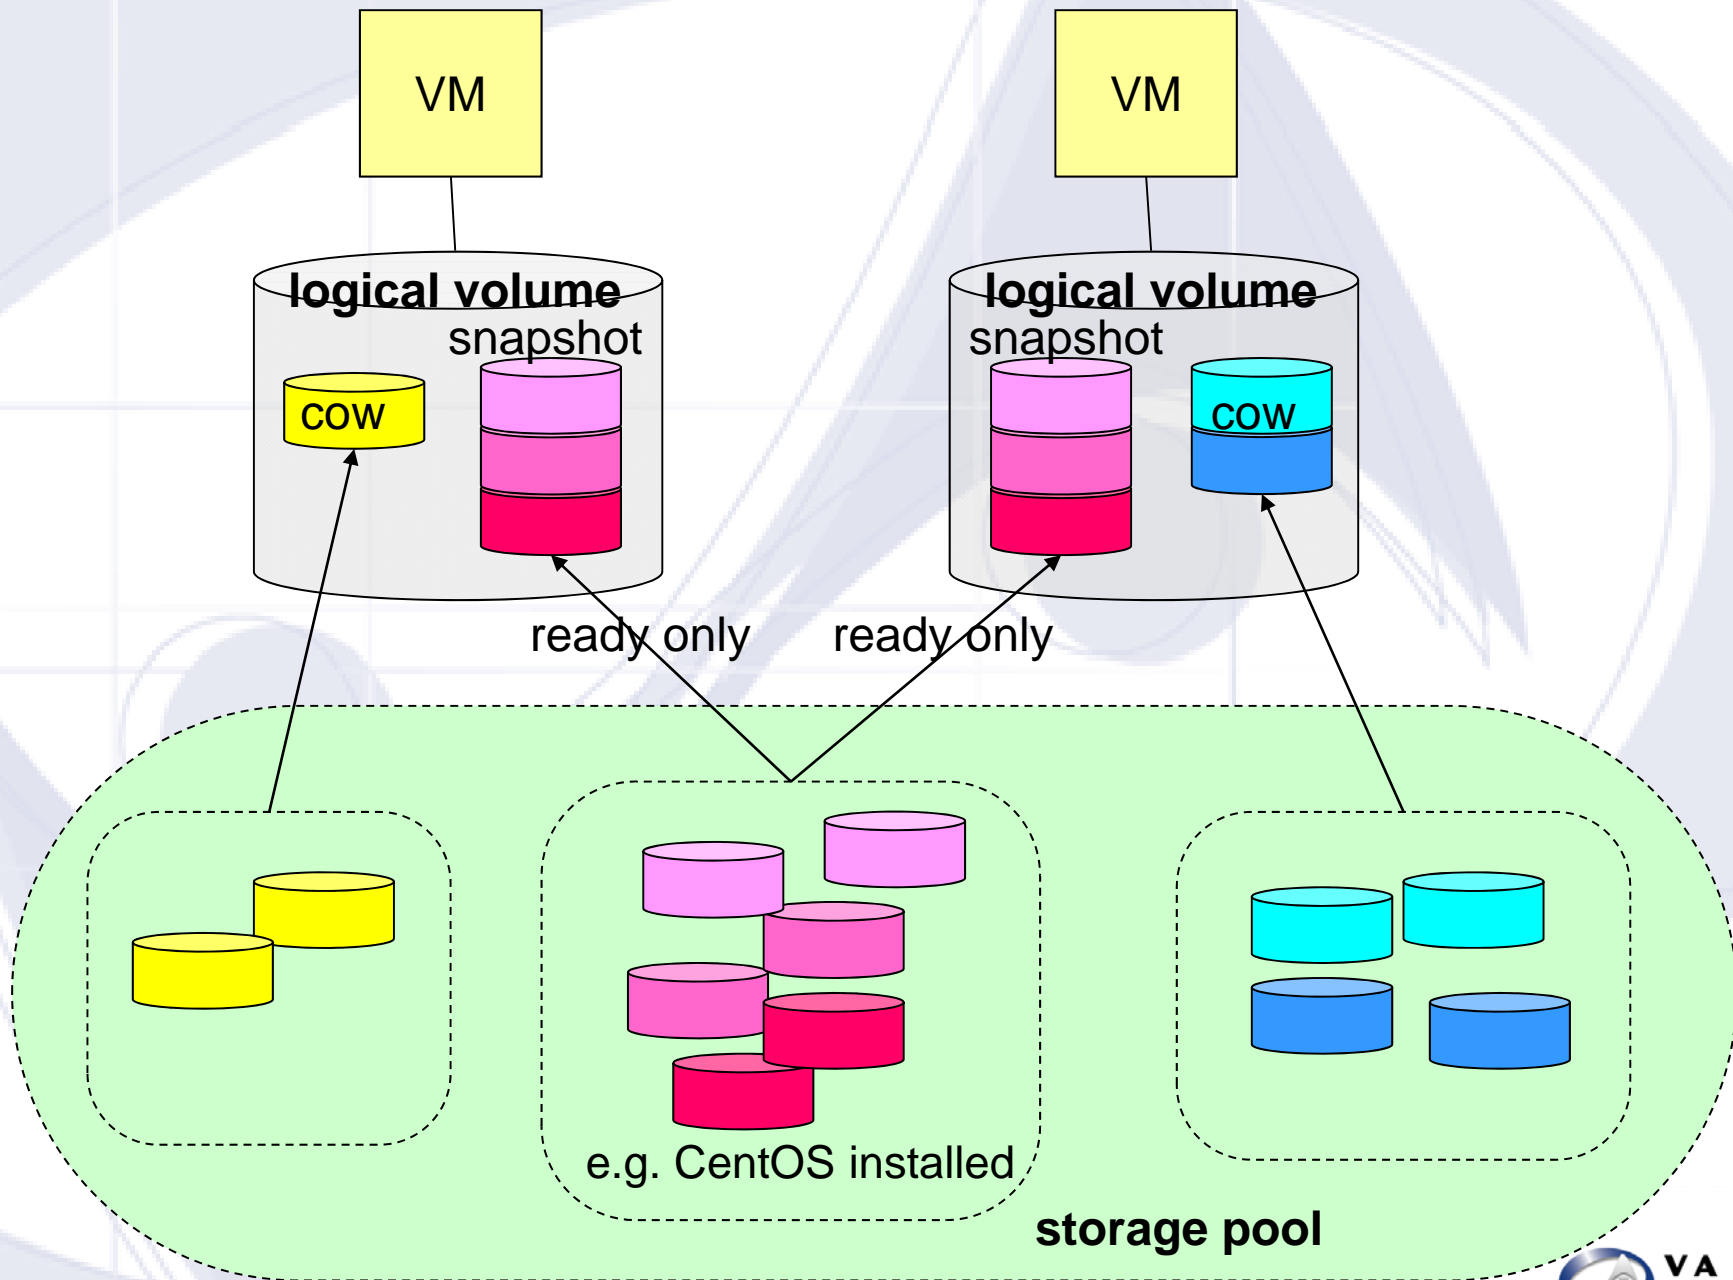 VM
VM
logical volume
snapshot
cow
logical volume
snapshot
cow
ready only
ready only
e.g. CentOS installed
storage pool
VA